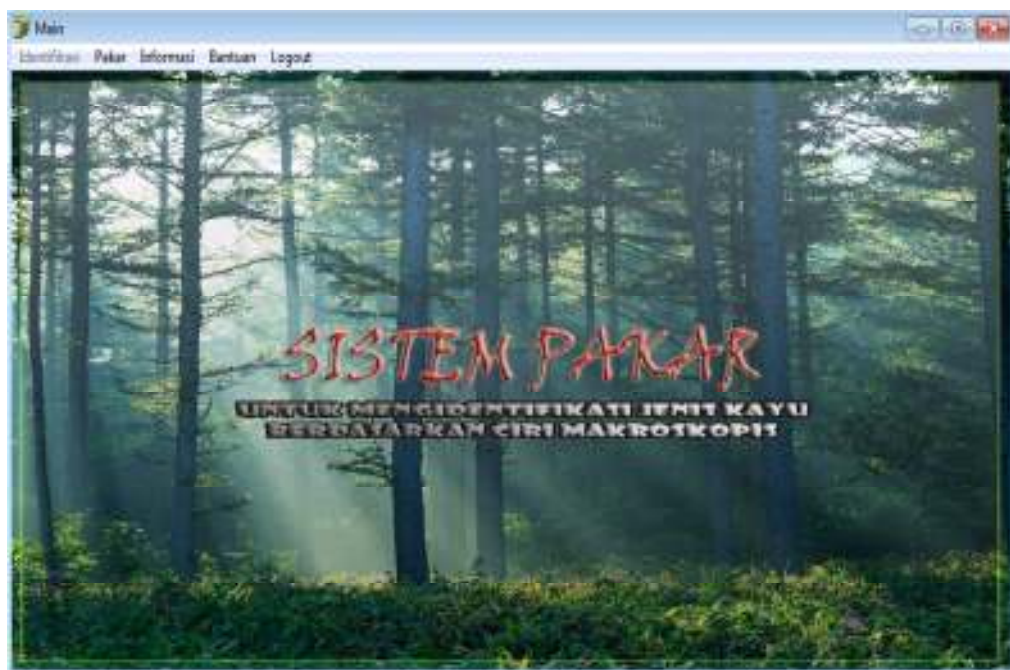 Main
Identifikasi Pakar Informasi Bantuan Logout
SISTEM PAKAR
UNTUK MENGIDENTIFIKASI JENIS KAYU
BERDASARKAN CIRI MAKROSKOPIS